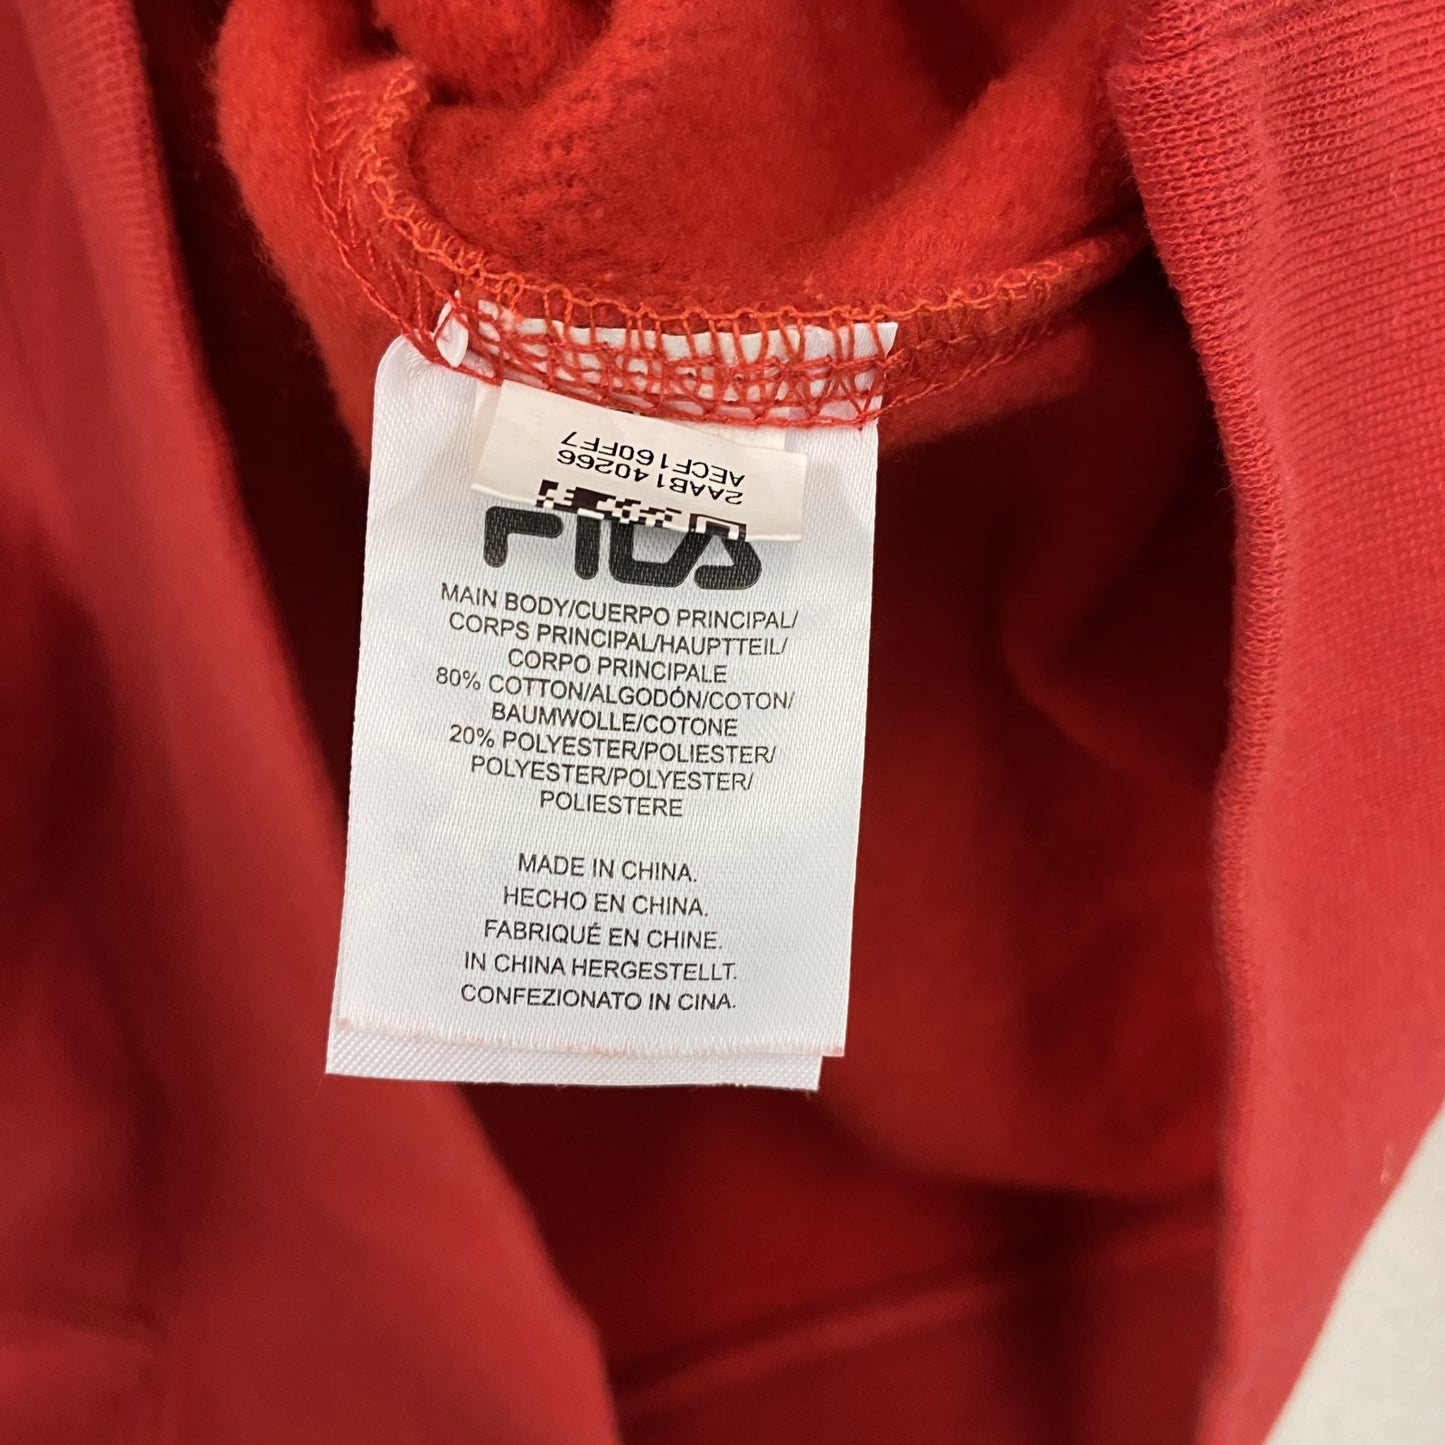 2AAB140266
AECF160FF7
FILA
MAIN BODY/CUERPO PRINCIPAL/
CORPS PRINCIPAL/HAUPTTEIL/
CORPO PRINCIPALE
80% COTTON/ALGODÓN/COTON/
BAUMWOLLE/COTONE
20% POLYESTER/POLIESTER/
POLYESTER/POLYESTER/
POLIESTERE
MADE IN CHINA.
HECHO EN CHINA.
FABRIQUÉ EN CHINE.
IN CHINA HERGESTELLT.
CONFEZIONATO IN CINA.